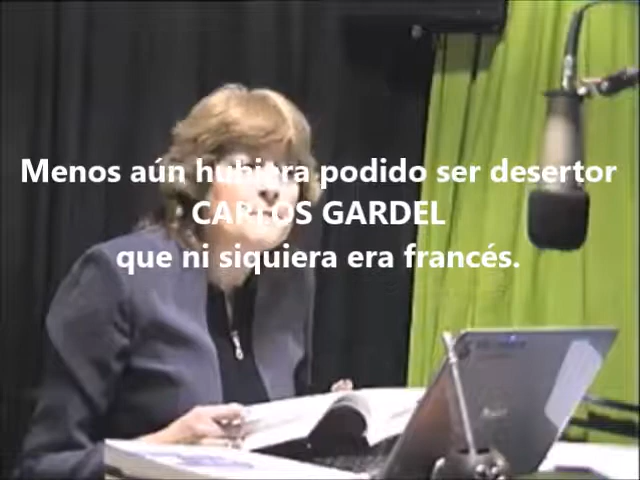 Menos aún hubiera podido ser desertor
CARLOS GARDEL
que ni siquiera era francés.